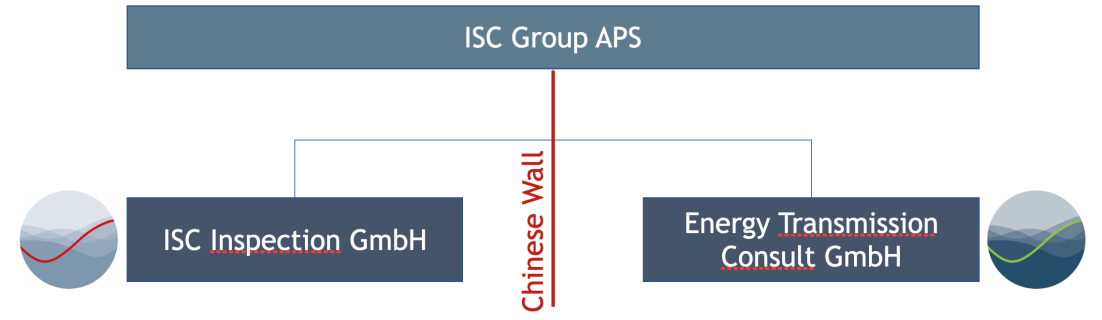 ISC Group APS
Chinese Wall
ISC Inspection GmbH
Energy Transmission
Consult GmbH